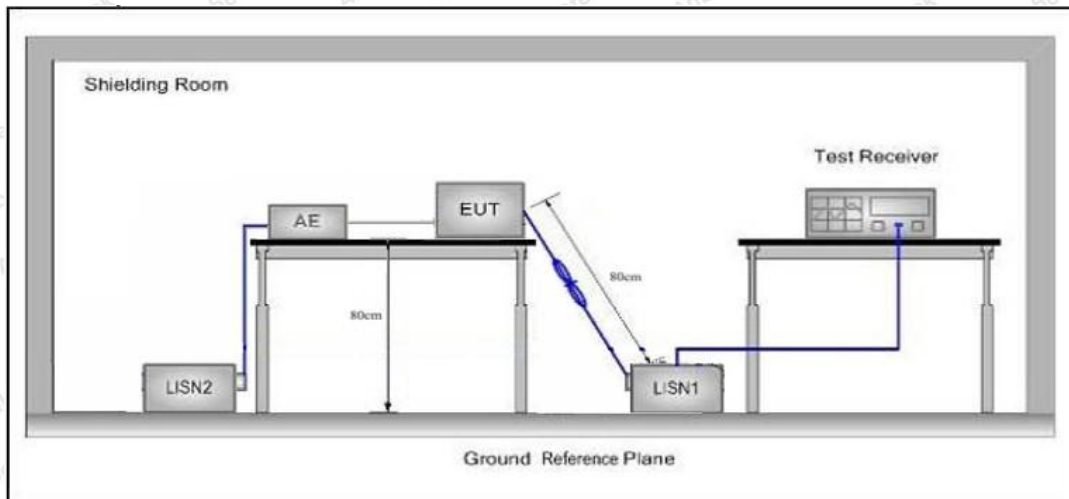 Shielding Room
Test Receiver
AE
EUT
80cm
80cm
LISN2
LISN1
Ground Reference Plane